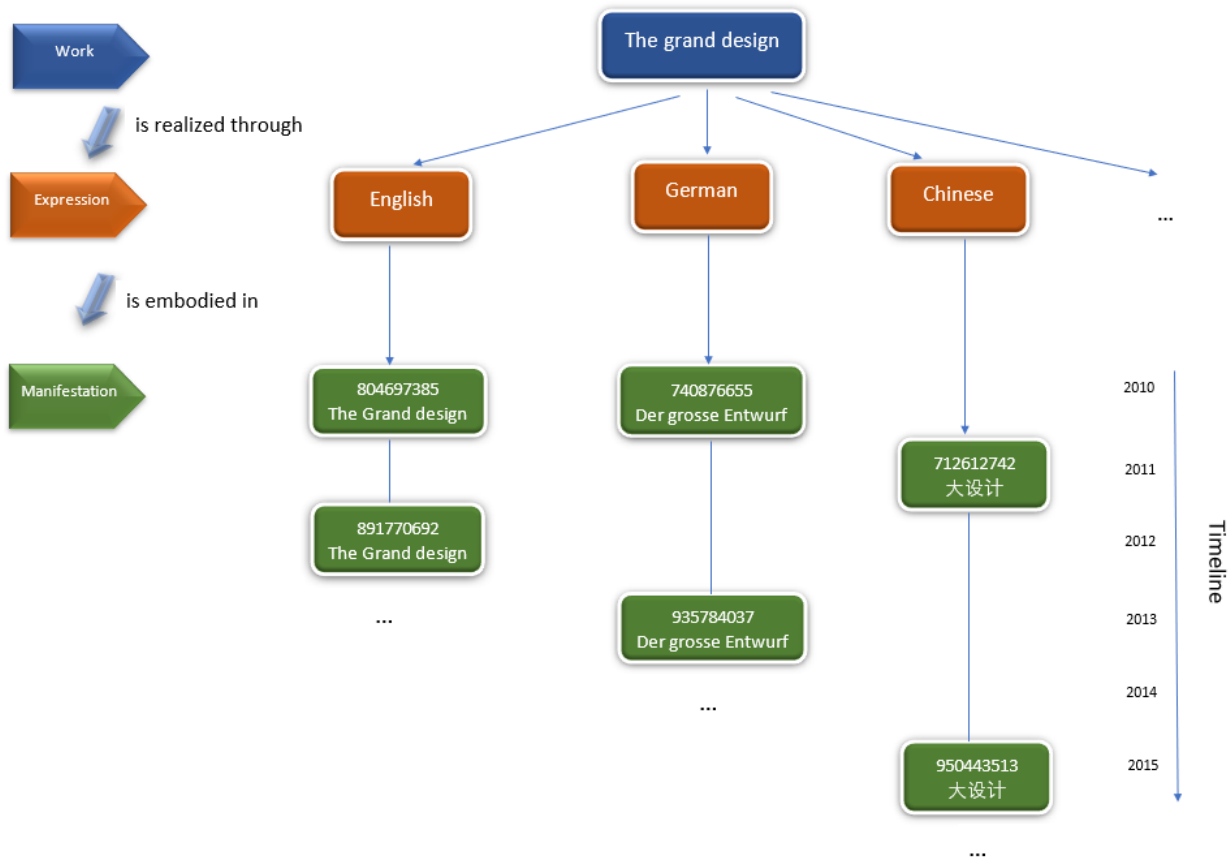 Work
The grand design
is realized through
Expression
English
German
Chinese
...
is embodied in
Manifestation
804697385
The Grand design
740876655
Der grosse Entwurf
2010
712612742
大设计
2011
891770692
The Grand design
2012
...
935784037
Der grosse Entwurf
2013
...
2014
950443513
大设计
2015
...
Timeline